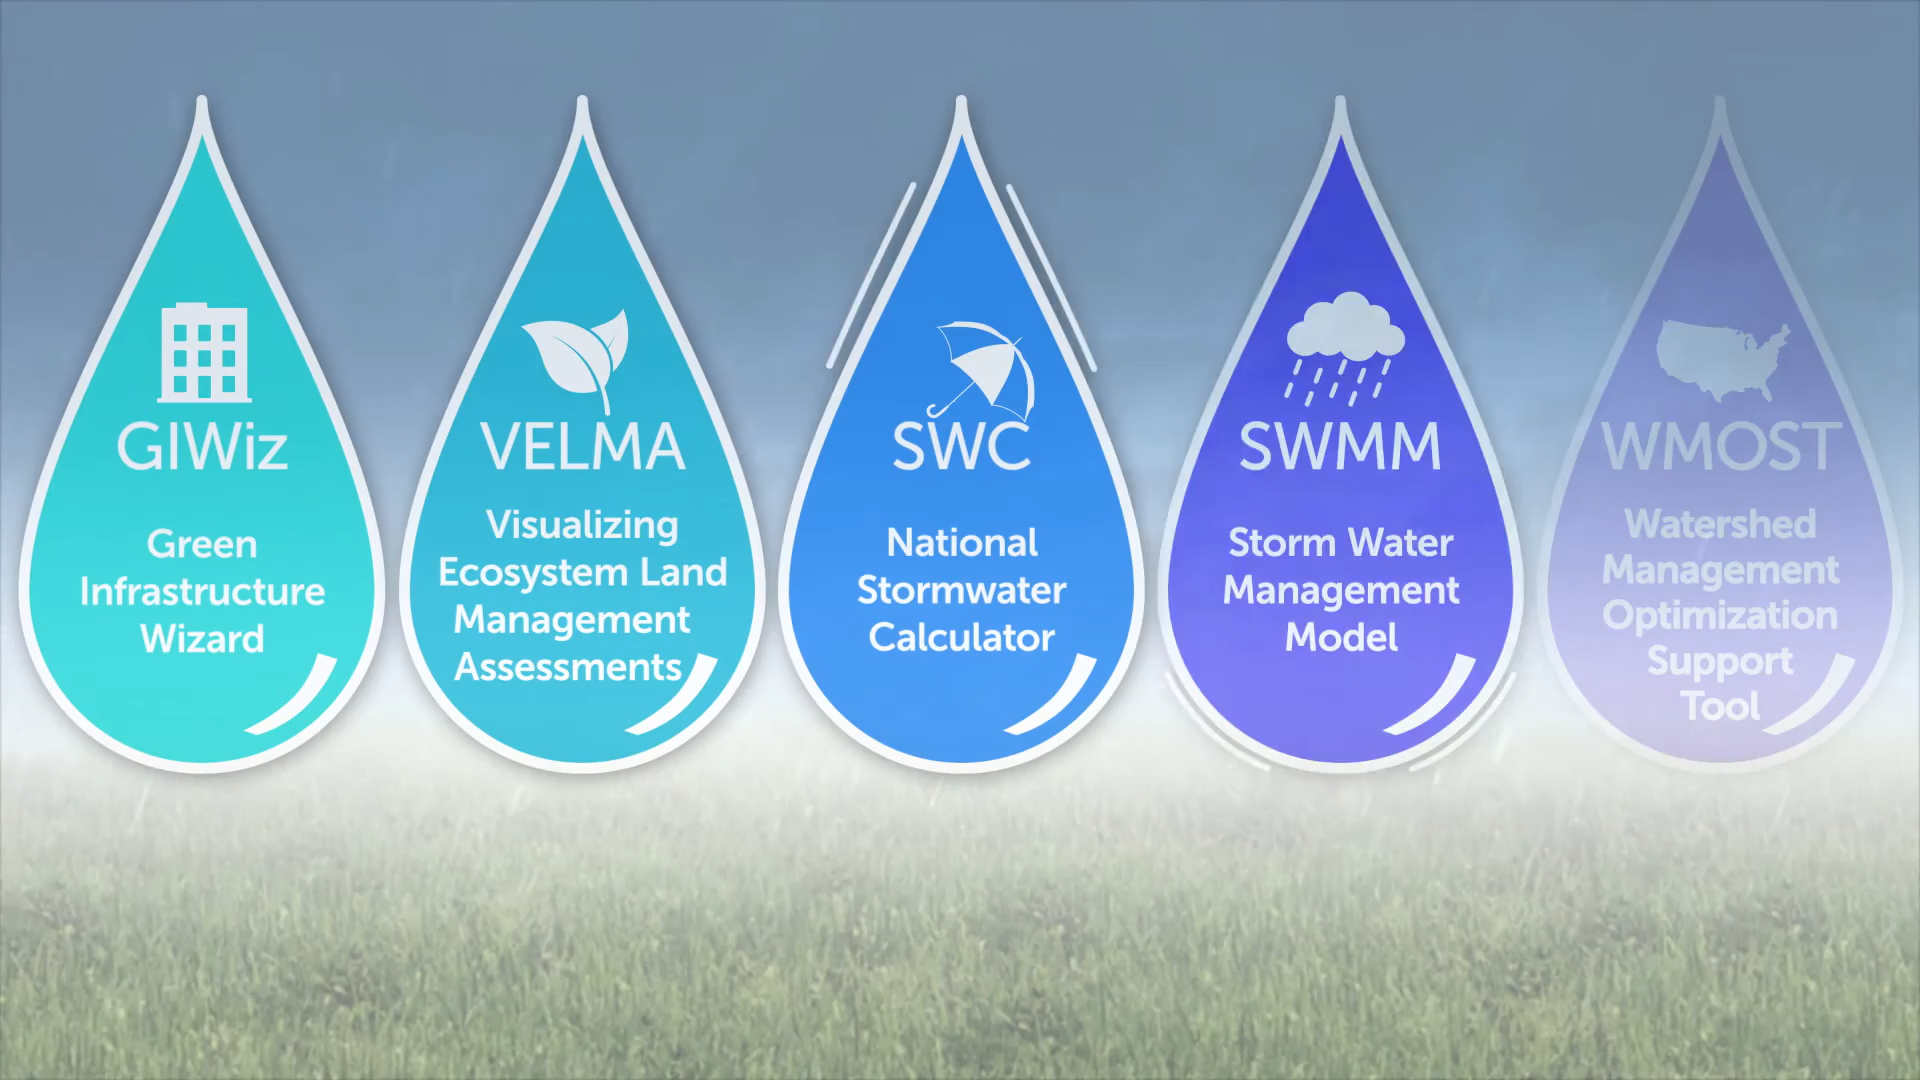 GIWiz
Green
Infrastructure
Wizard
VELMA
Visualizing
Ecosystem Land
Management
Assessments
SWC
National
Stormwater
Calculator
SWMM
Storm Water
Management
Model
WMOST
Watershed
Management
Optimization
Support
Tool